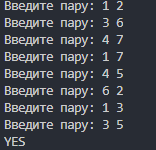 Введите пару: 1 2
Введите пару: 3 6
Введите пару: 4 7
Введите пару: 1 7
Введите пару: 4 5
Введите пару: 6 2
Введите пару: 1 3
Введите пару: 3 5
YES